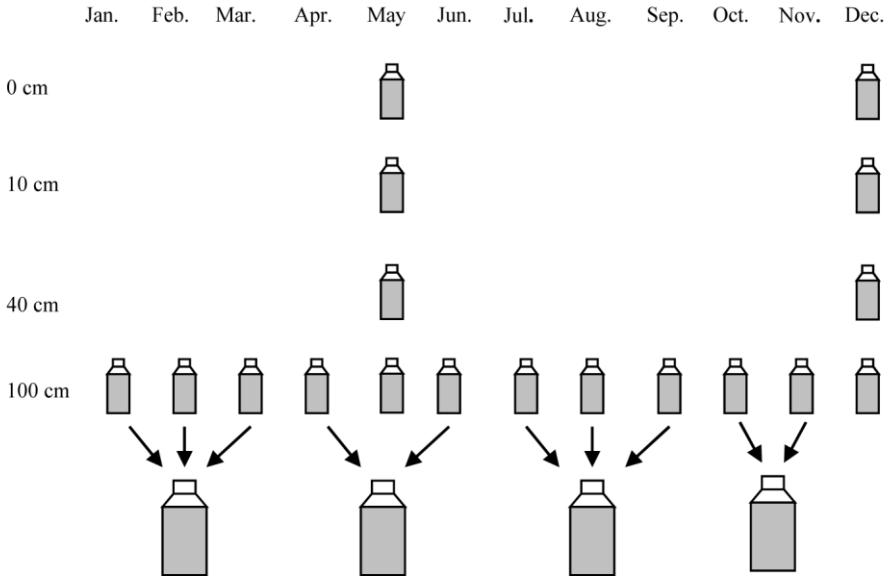 Jan. Feb. Mar. Apr. May Jun. Jul. Aug. Sep. Oct. Nov. Dec.
0 cm
10 cm
40 cm
100 cm